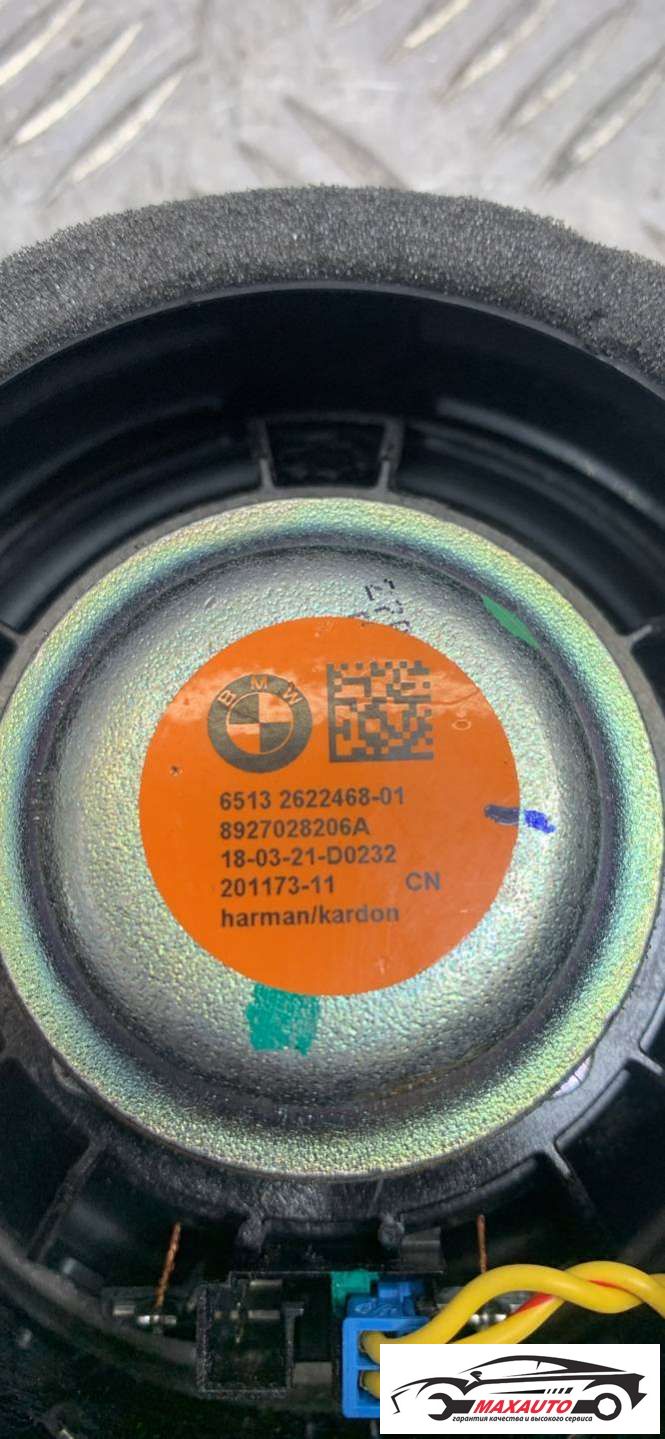 BMW
6513 2622468-01
8927028206A
18-03-21-D0232
201173-11 CN
harman/kardon
MAXAUTO
гарантия качества и высокого сервиса